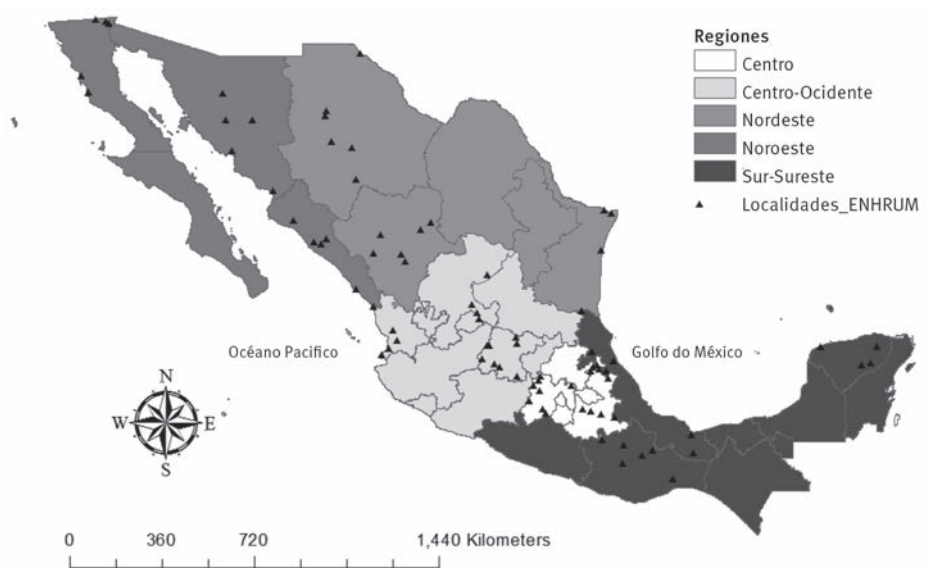 Regiones
Centro
Centro-Ocidente
Nordeste
Noroeste
Sur-Sureste
Localidades_ENHRUM
Océano Pacifico
Golfo do México
N
W E
S
0 360 720 1,440 Kilometers